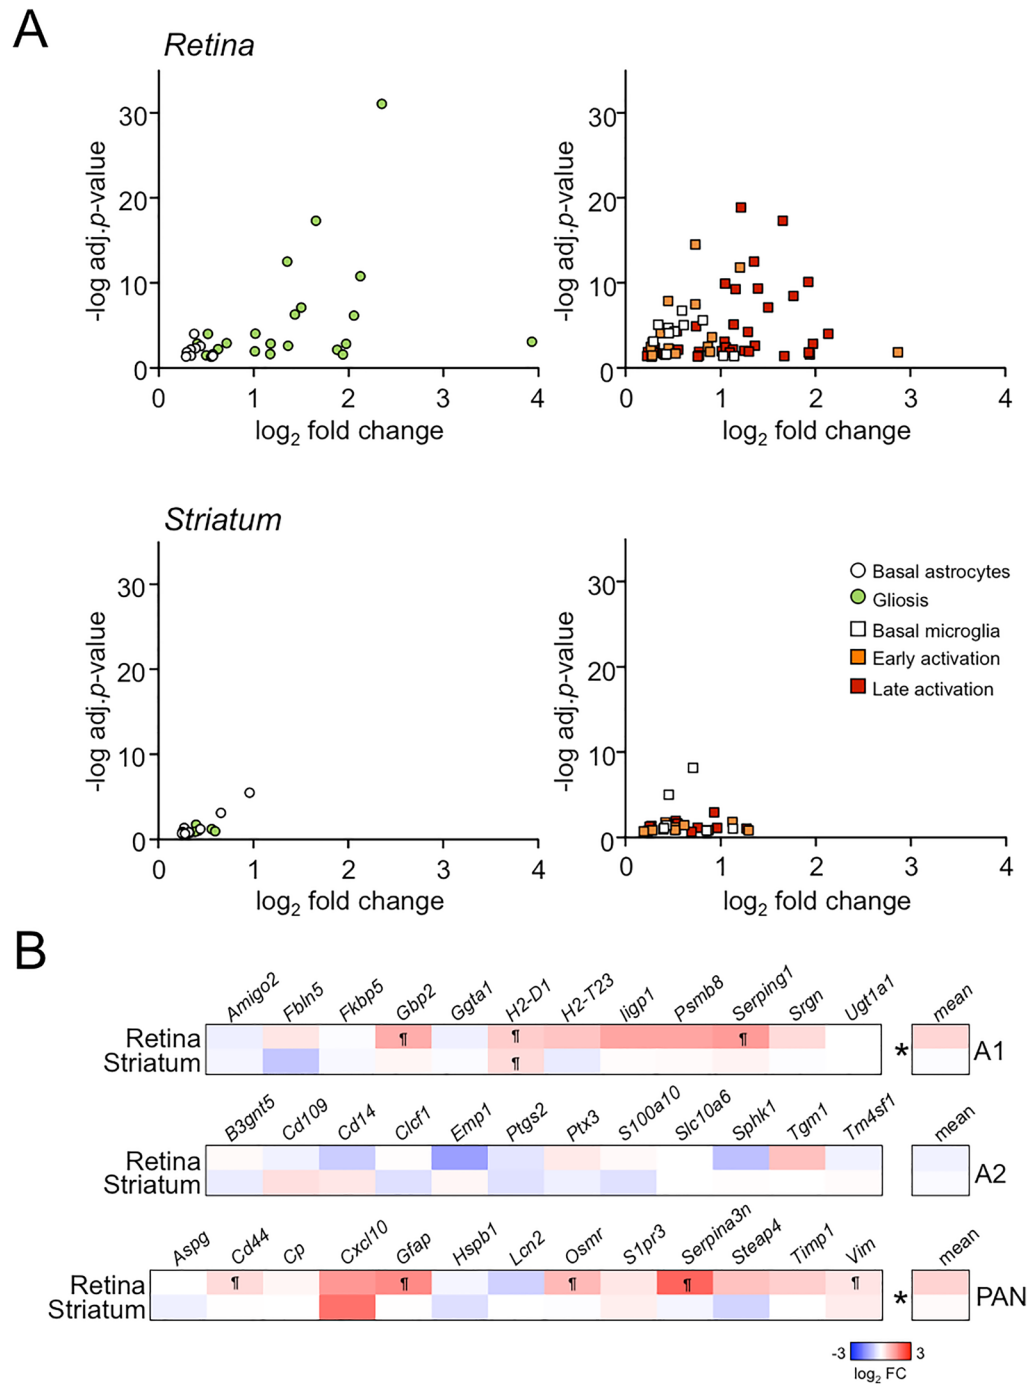 A
Retina
30
20
10
0
-log adj.p-value
0 1 2 3 4
log2 fold change
30
20
10
0
-log adj.p-value
0 1 2 3 4
log2 fold change
Striatum
30
20
10
0
-log adj.p-value
0 1 2 3 4
log2 fold change
30
20
10
0
-log adj.p-value
0 1 2 3 4
log2 fold change
Basal astrocytes
Gliosis
Basal microglia
Early activation
Late activation
B
Amigo2 Fbln5 Fkbp5 Gbp2 Ggta1 H2-D1 H2-T23 Iigp1 Psmb8 Serping1 Srgn Ugt1a1 mean
Retina ¶ ¶ ¶
Striatum ¶
* A1
B3gnt5 Cd109 Cd14 Clcf1 Emp1 Ptgs2 Ptx3 S100a10 Slc10a6 Sphk1 Tgm1 Tm4sf1 mean
Retina
Striatum
A2
Aspg Cd44 Cp Cxcl10 Gfap Hspb1 Lcn2 Osmr S1pr3 Serpina3n Steap4 Timp1 Vim mean
Retina ¶ ¶ ¶ ¶ ¶
Striatum
* PAN
-3 3
log2 FC